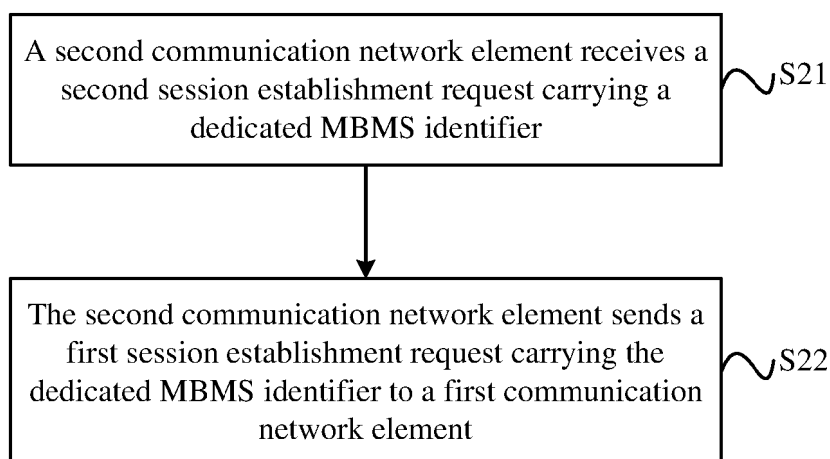 A second communication network element receives a
second session establishment request carrying a
dedicated MBMS identifier
S21
The second communication network element sends a
first session establishment request carrying the
dedicated MBMS identifier to a first communication
network element
S22